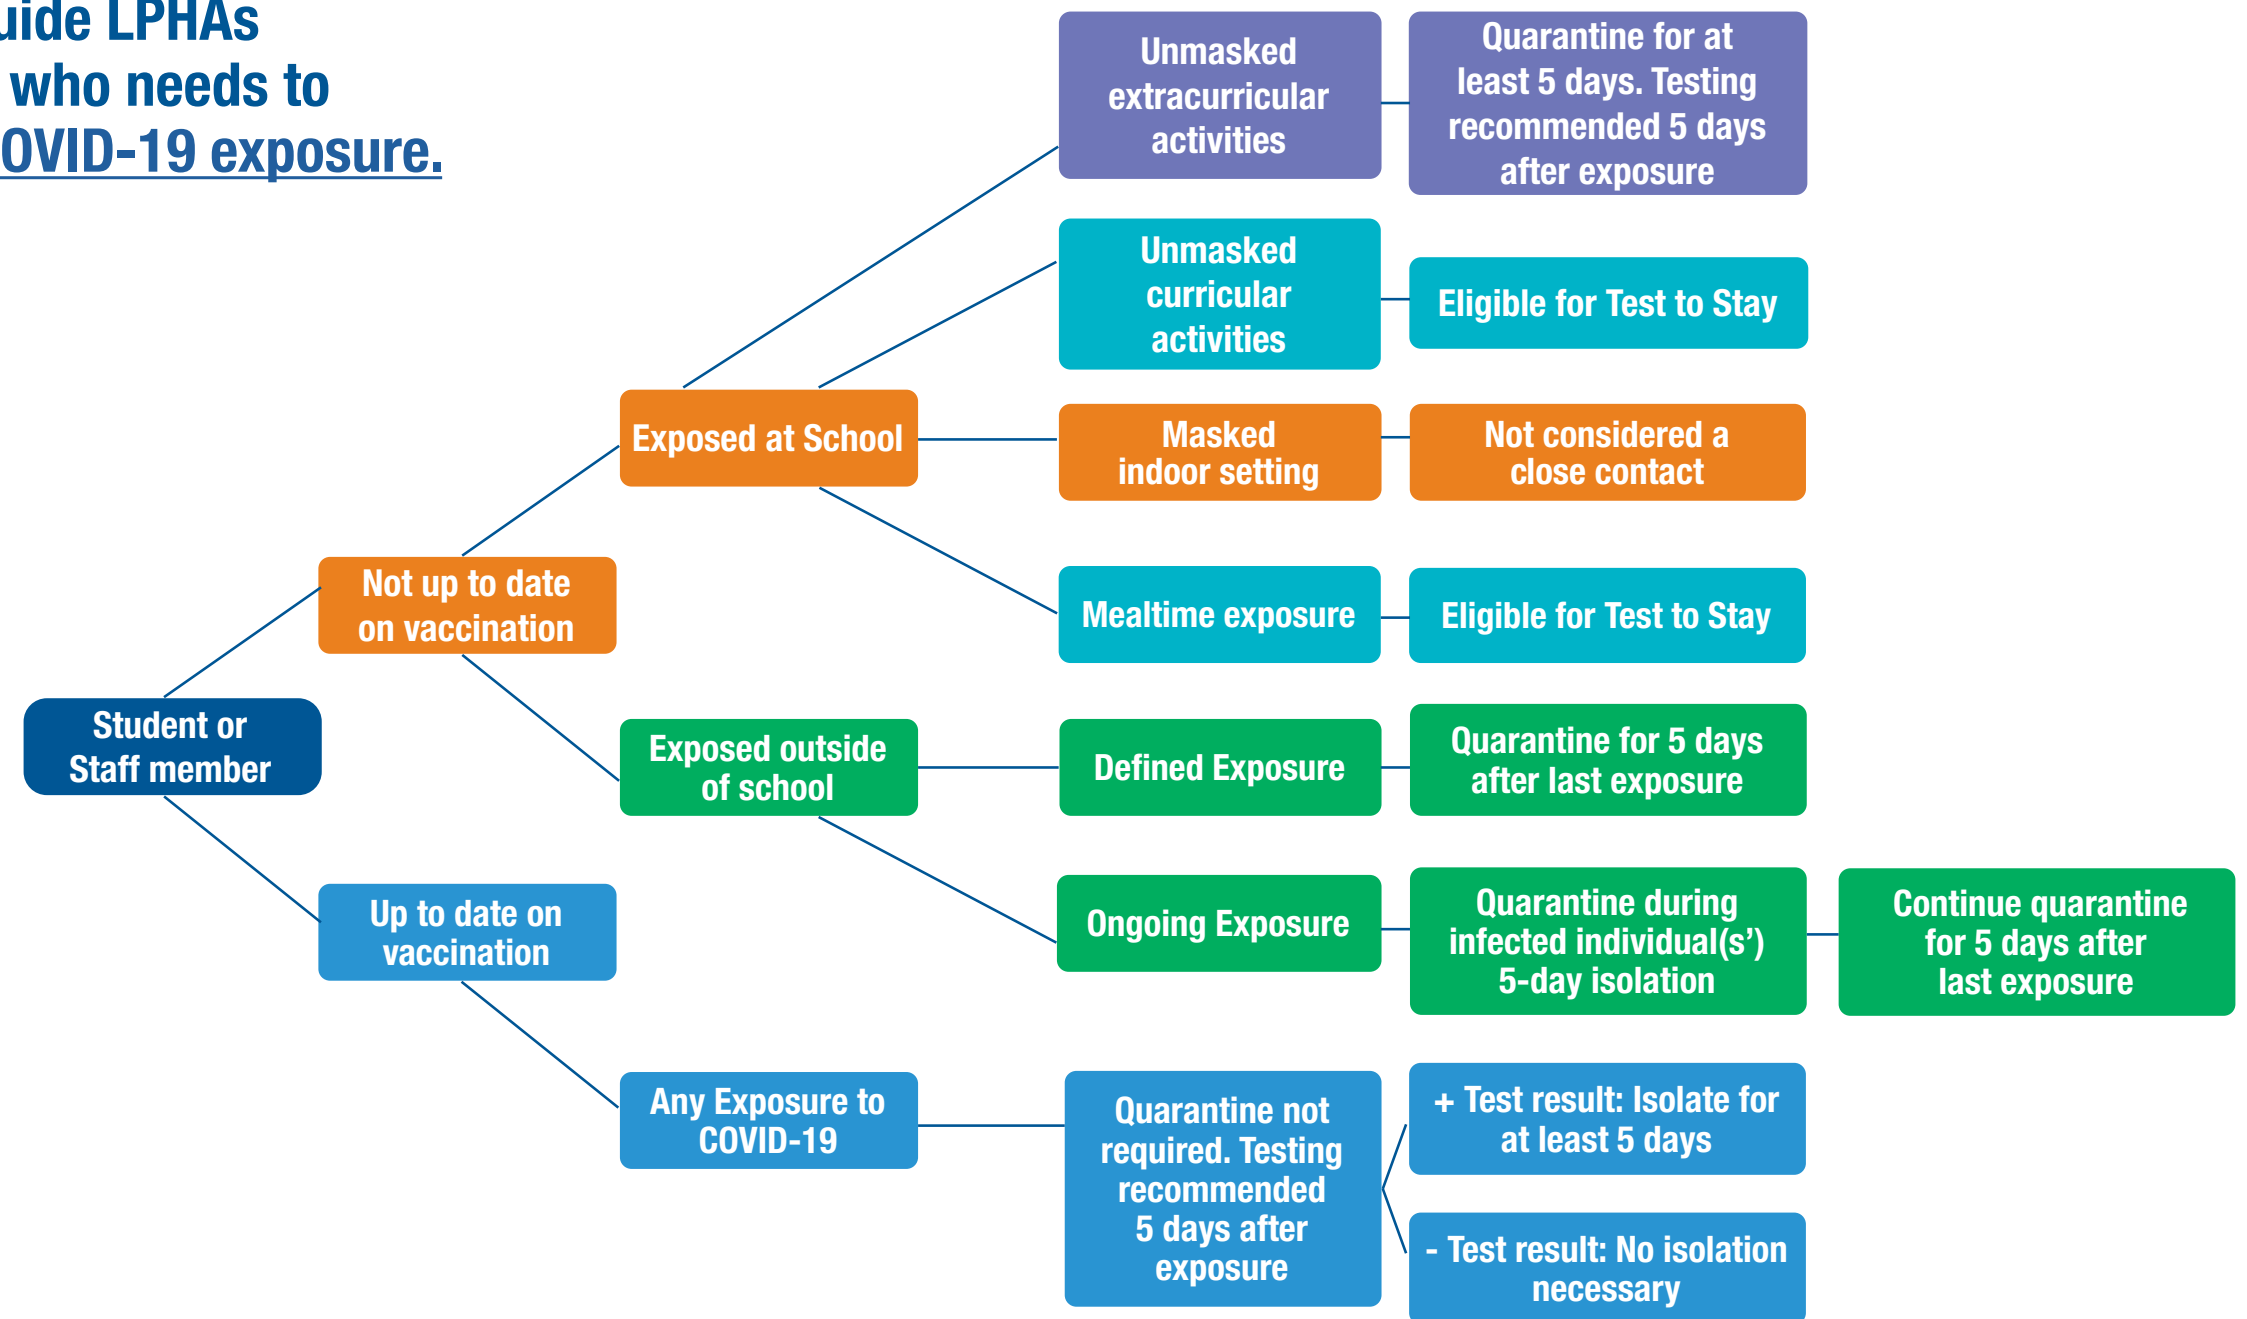 uide LPHAs
who needs to
OVID-19 exposure.
Unmasked
extracurricular
activities
Quarantine for at
least 5 days. Testing
recommended 5 days
after exposure
Unmasked
curricular
activities
Eligible for Test to Stay
Exposed at School
Masked
indoor setting
Not considered a
close contact
Mealtime exposure
Eligible for Test to Stay
Not up to date
on vaccination
Student or
Staff member
Exposed outside
of school
Defined Exposure
Quarantine for 5 days
after last exposure
Ongoing Exposure
Quarantine during
infected individual(s’)
5-day isolation
Continue quarantine
for 5 days after
last exposure
Up to date on
vaccination
Any Exposure to
COVID-19
Quarantine not
required. Testing
recommended
5 days after
exposure
+ Test result: Isolate for
at least 5 days
- Test result: No isolation
necessary